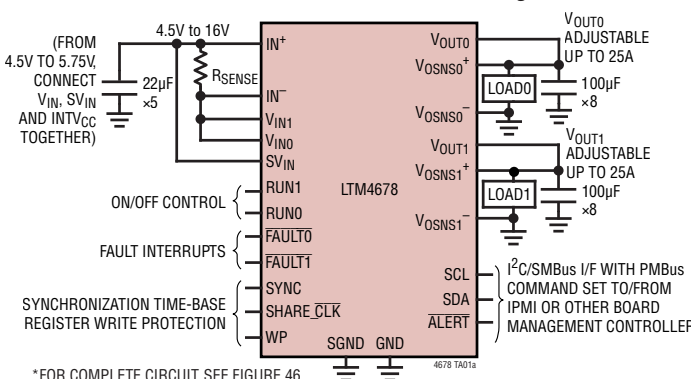 4.5V to 16V
(FROM
4.5V TO 5.75V,
CONNECT
VIN, SVIN
AND INTVCC
TOGETHER)
22µF
×5
RSENSE
IN+
IN–
VIN1
VIN0
SVIN
RUN1
RUN0
FAULT0
FAULT1
SYNC
SHARE_CLK
WP
ON/OFF CONTROL
FAULT INTERRUPTS
SYNCHRONIZATION TIME-BASE
REGISTER WRITE PROTECTION
LTM4678
SGND GND
VOUT0
VOSNS0+
VOSNS0–
VOUT1
VOSNS1+
VOSNS1–
SCL
SDA
ALERT
VOUT0
ADJUSTABLE
UP TO 25A
LOAD0
100µF
×8
VOUT1
ADJUSTABLE
UP TO 25A
LOAD1
100µF
×8
I2C/SMBus I/F WITH PMBus
COMMAND SET TO/FROM
IPMI OR OTHER BOARD
MANAGEMENT CONTROLLER
4678 TA01a
*FOR COMPLETE CIRCUIT SEE FIGURE 46